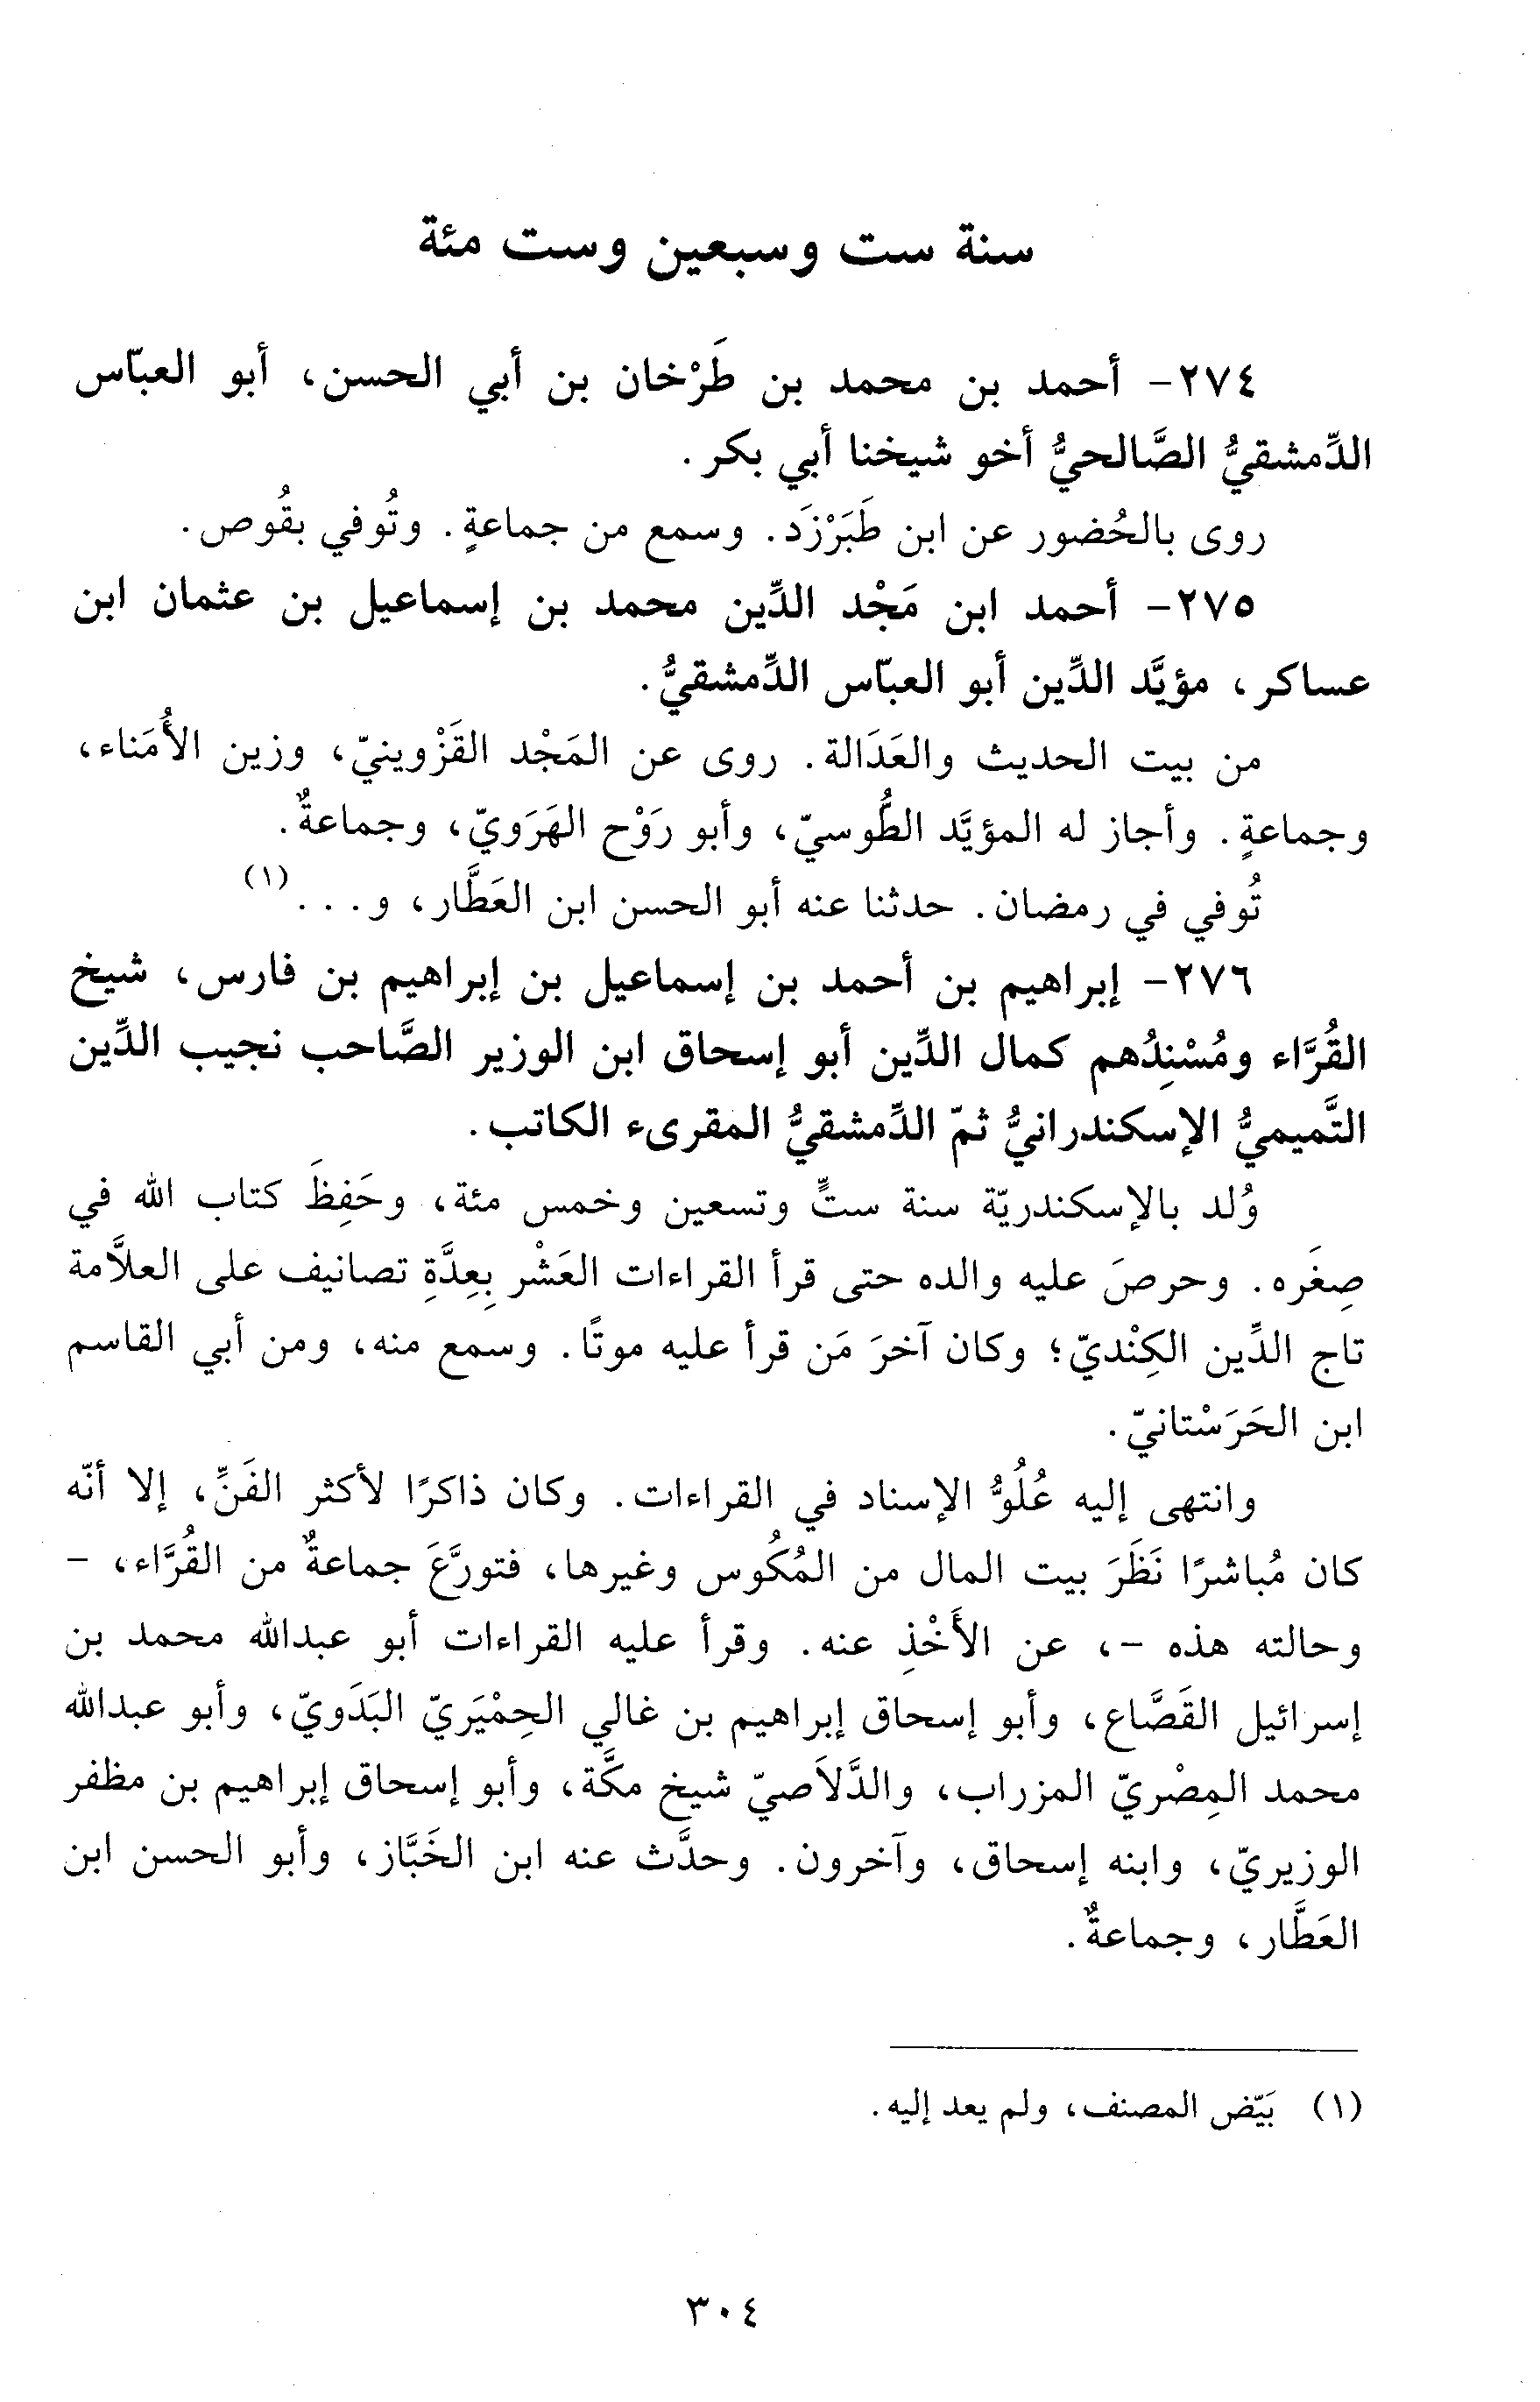 سنة ست وسبعين وست مئة
٢٧٤- أحمد بن محمد بن طَرْخان بن أبي الحسن، أبو العبّاس
الدِّمشقيُّ الصَّالحيُّ أخو شيخنا أبي بكر.
روى بالحُضور عن ابن طَبَرْزَد. وسمع من جماعةٍ. وتُوفي بقُوص.
٢٧٥- أحمد ابن مَجْد الدِّين محمد بن إسماعيل بن عثمان ابن
عساكر، مؤيَّد الدِّين أبو العبّاس الدِّمشقيُّ.
من بيت الحديث والعَدَالة. روى عن المَجْد القَزْوينيّ، وزين الأُمَناء،
وجماعةٍ. وأجاز له المؤيَّد الطُّوسيّ، وأبو رَوْح الهَرَويّ، وجماعةٌ.
تُوفي في رمضان. حدثنا عنه أبو الحسن ابن العَطَّار، و...(١)
٢٧٦- إبراهيم بن أحمد بن إسماعيل بن إبراهيم بن فارس، شيخ
القُرَّاء ومُسْنِدُهم كمال الدِّين أبو إسحاق ابن الوزير الصَّاحب نجيب الدِّين
التَّميميُّ الإسكندرانيُّ ثمّ الدِّمشقيُّ المقرىء الكاتب.
وُلد بالإسكندريّة سنة ستٍّ وتسعين وخمس مئة، وحَفِظَ كتاب الله في
صِغَره. وحرصَ عليه والده حتى قرأ القراءات العَشْر بِعِدَّةِ تصانيف على العلاَّمة
تاج الدِّين الكِنْديّ؛ وكان آخرَ مَن قرأ عليه موتًا. وسمع منه، ومن أبي القاسم
ابن الحَرَسْتانيّ.
وانتهى إليه عُلُوُّ الإسناد في القراءات. وكان ذاكرًا لأكثر الفَنِّ، إلا أنّه
كان مُباشرًا نَظَرَ بيت المال من المُكُوس وغيرها، فتورَّعَ جماعةٌ من القُرَّاء، -
وحالته هذه -، عن الأَخْذِ عنه. وقرأ عليه القراءات أبو عبدالله محمد بن
إسرائيل القَصَّاع، وأبو إسحاق إبراهيم بن غالي الحِمْيَريّ البَدَويّ، وأبو عبدالله
محمد المِصْريّ المزراب، والدَّلاَصيّ شيخ مكَّة، وأبو إسحاق إبراهيم بن مظفر
الوزيريّ، وابنه إسحاق، وآخرون. وحدَّث عنه ابن الخَبَّاز، وأبو الحسن ابن
العَطَّار، وجماعةٌ.
(١) بَيّض المصنف، ولم يعد إليه.
٣٠٤